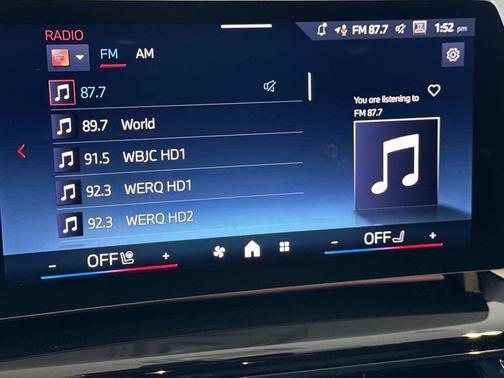 RADIO
FM 87.7
1:52 pm
FM AM
87.7
You are listening to
FM 87.7
89.7 World
91.5 WBJC HD1
92.3 WERQ HD1
92.3 WERQ HD2
- OFF +
- OFF +